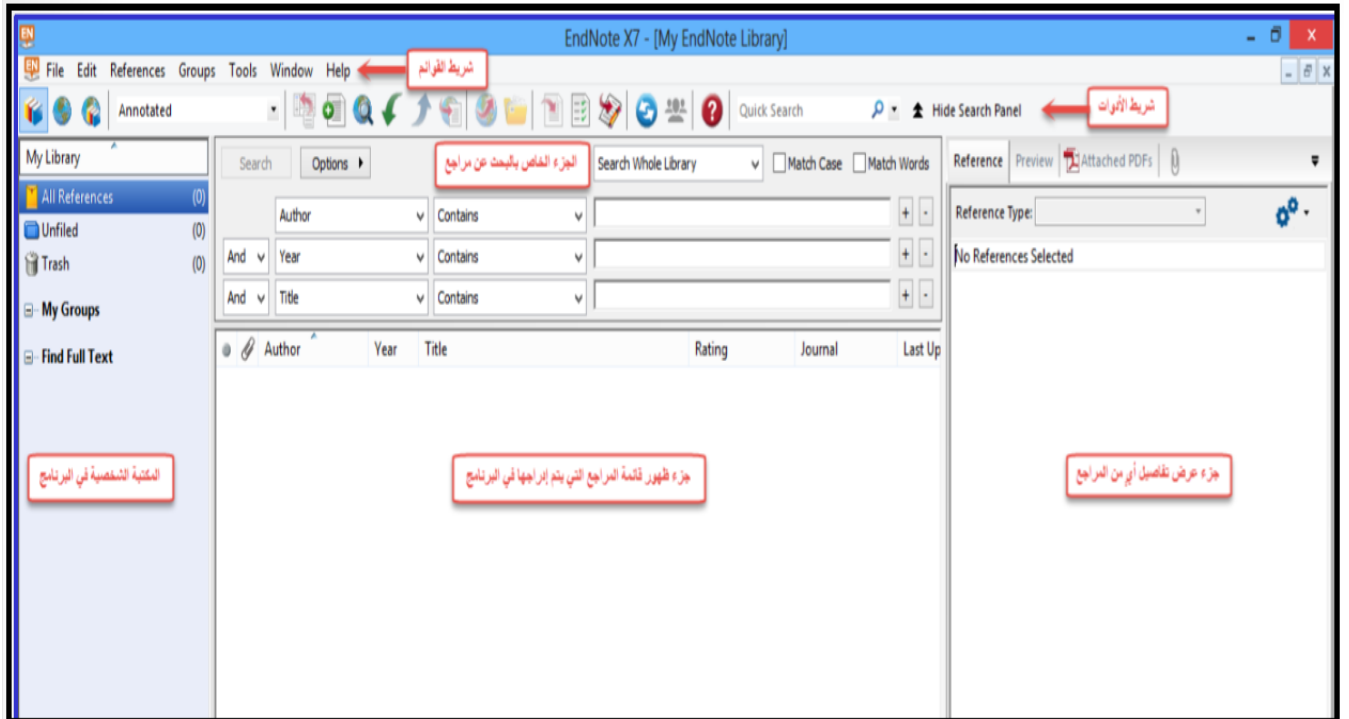 EndNote X7 - [My EndNote Library]
File Edit References Groups Tools Window Help
شريط القوائم
Annotated
Quick Search
Hide Search Panel
شريط الأدوات
My Library
All References (0)
Unfiled (0)
Trash (0)
My Groups
Find Full Text
المكتبة الشخصية في البرنامج
Search Options
الجزء الخاص بالبحث عن مراجع
Search Whole Library Match Case Match Words
Author Contains + -
And Year Contains + -
And Title Contains + -
Author Year Title Rating Journal Last Up
جزء ظهور قائمة المراجع التي يتم إدراجها في البرنامج
Reference Preview Attached PDFs
Reference Type:
No References Selected
جزء عرض تفاصيل أي من المراجع